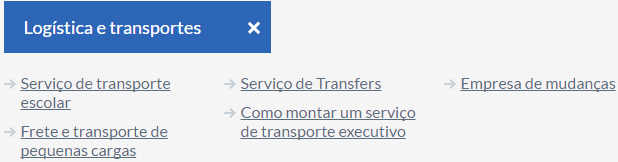 Logística e transportes
Serviço de transporte
escolar
Frete e transporte de
pequenas cargas
Serviço de Transfers
Como montar um serviço
de transporte executivo
Empresa de mudanças